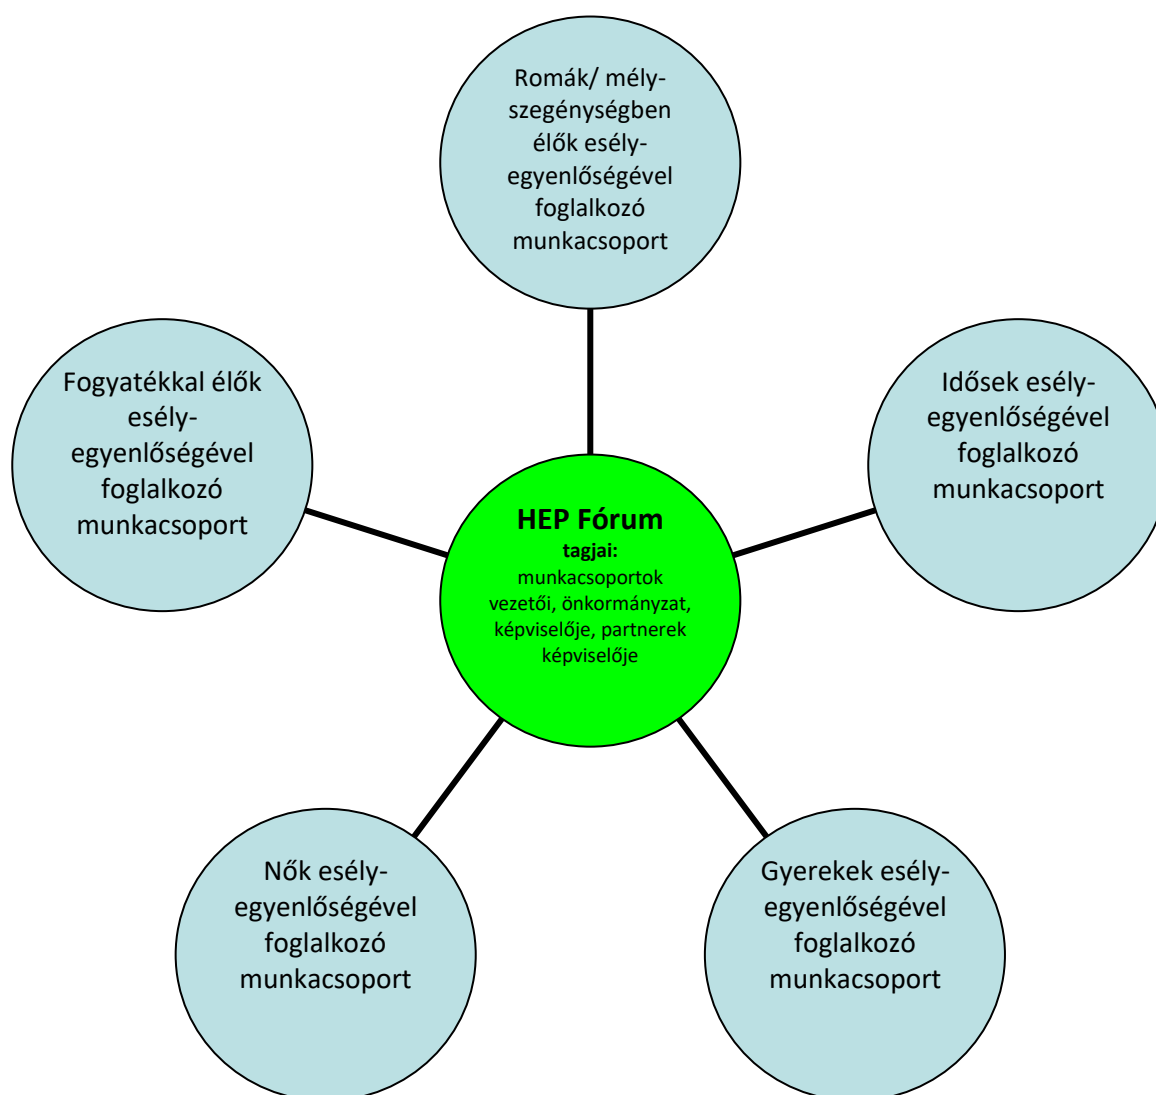 Romák/ mély-
szegénységben
élők esély-
egyenlőségével
foglalkozó
munkacsoport
Fogyatékkal élők
esély-
egyenlőségével
foglalkozó
munkacsoport
Idősek esély-
egyenlőségével
foglalkozó
munkacsoport
HEP Fórum
tagjai:
munkacsoportok
vezetői, önkormányzat,
képviselője, partnerek
képviselője
Nők esély-
egyenlőségével
foglalkozó
munkacsoport
Gyerekek esély-
egyenlőségével
foglalkozó
munkacsoport